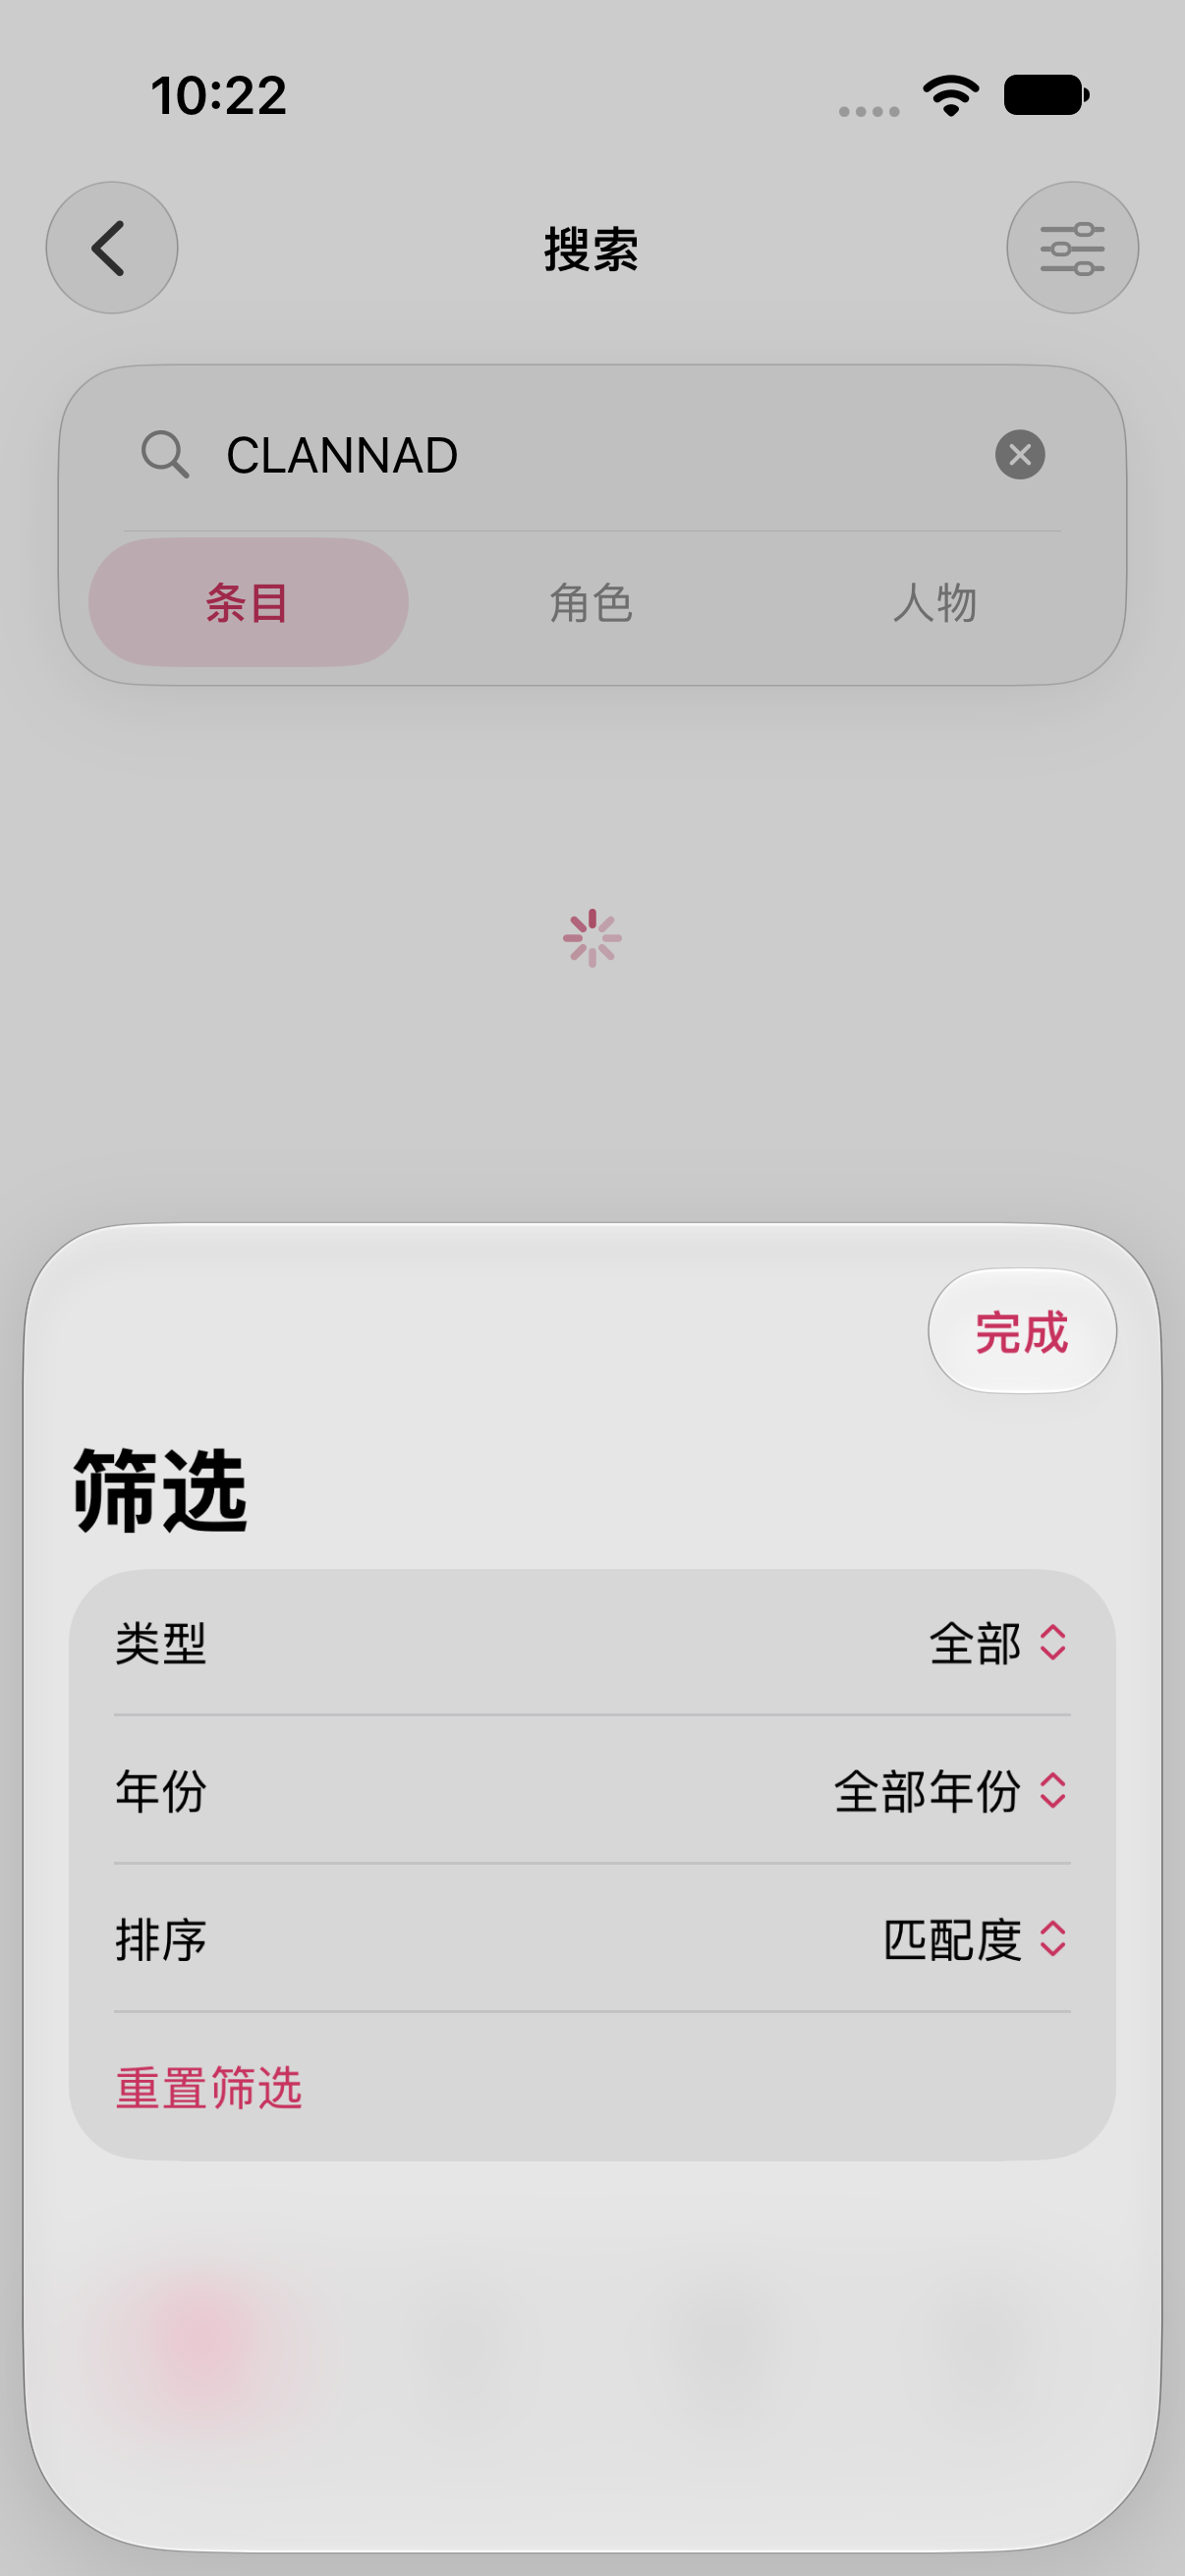 10:22
搜索
CLANNAD
条目 角色 人物
完成
筛选
类型 全部
年份 全部年份
排序 匹配度
重置筛选